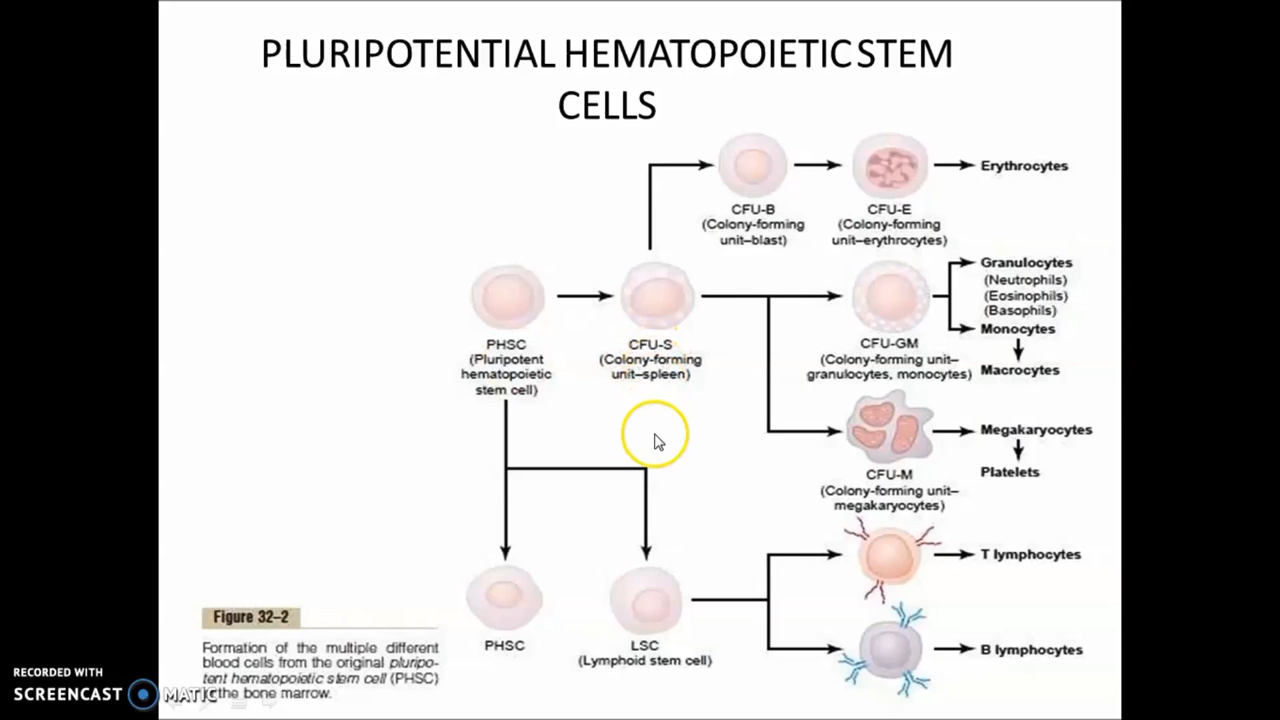 PLURIPOTENTIAL HEMATOPOIETIC STEM
CELLS
CFU-B
(Colony-forming
unit–blast)
CFU-E
(Colony-forming
unit–erythrocytes)
Erythrocytes
PHSC
(Pluripotent
hematopoietic
stem cell)
CFU-S
(Colony-forming
unit–spleen)
CFU-GM
(Colony-forming unit–
granulocytes, monocytes)
Granulocytes
(Neutrophils)
(Eosinophils)
(Basophils)
Monocytes
Macrocytes
CFU-M
(Colony-forming unit–
megakaryocytes)
Megakaryocytes
Platelets
PHSC
LSC
(Lymphoid stem cell)
T lymphocytes
B lymphocytes
Figure 32–2
Formation of the multiple different
blood cells from the original pluripo-
tent hematopoietic stem cell (PHSC)
the bone marrow.
RECORDED WITH
SCREENCAST MATIC